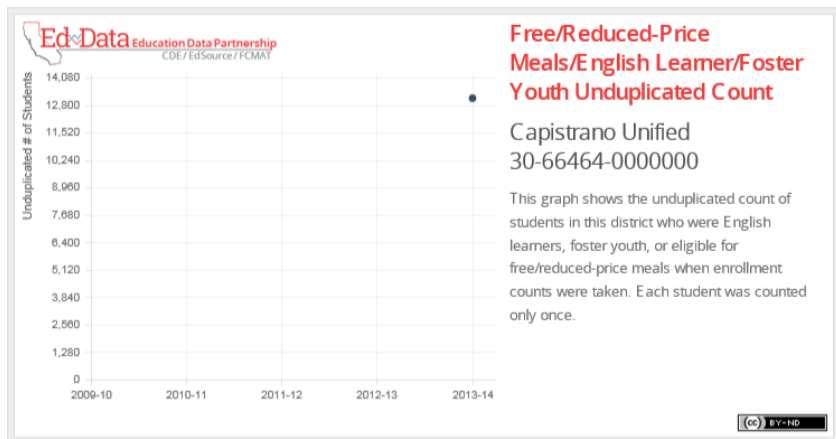 Ed Data Education Data Partnership
CDE / EdSource / FCMAT
Unduplicated # of Students
14,080
12,800
11,520
10,240
8,960
7,680
6,400
5,120
3,840
2,560
1,280
0
2009-10 2010-11 2011-12 2012-13 2013-14
Free/Reduced-Price
Meals/English Learner/Foster
Youth Unduplicated Count
Capistrano Unified
30-66464-0000000
This graph shows the unduplicated count of
students in this district who were English
learners, foster youth, or eligible for
free/reduced-price meals when enrollment
counts were taken. Each student was counted
only once.
(cc) BY-ND